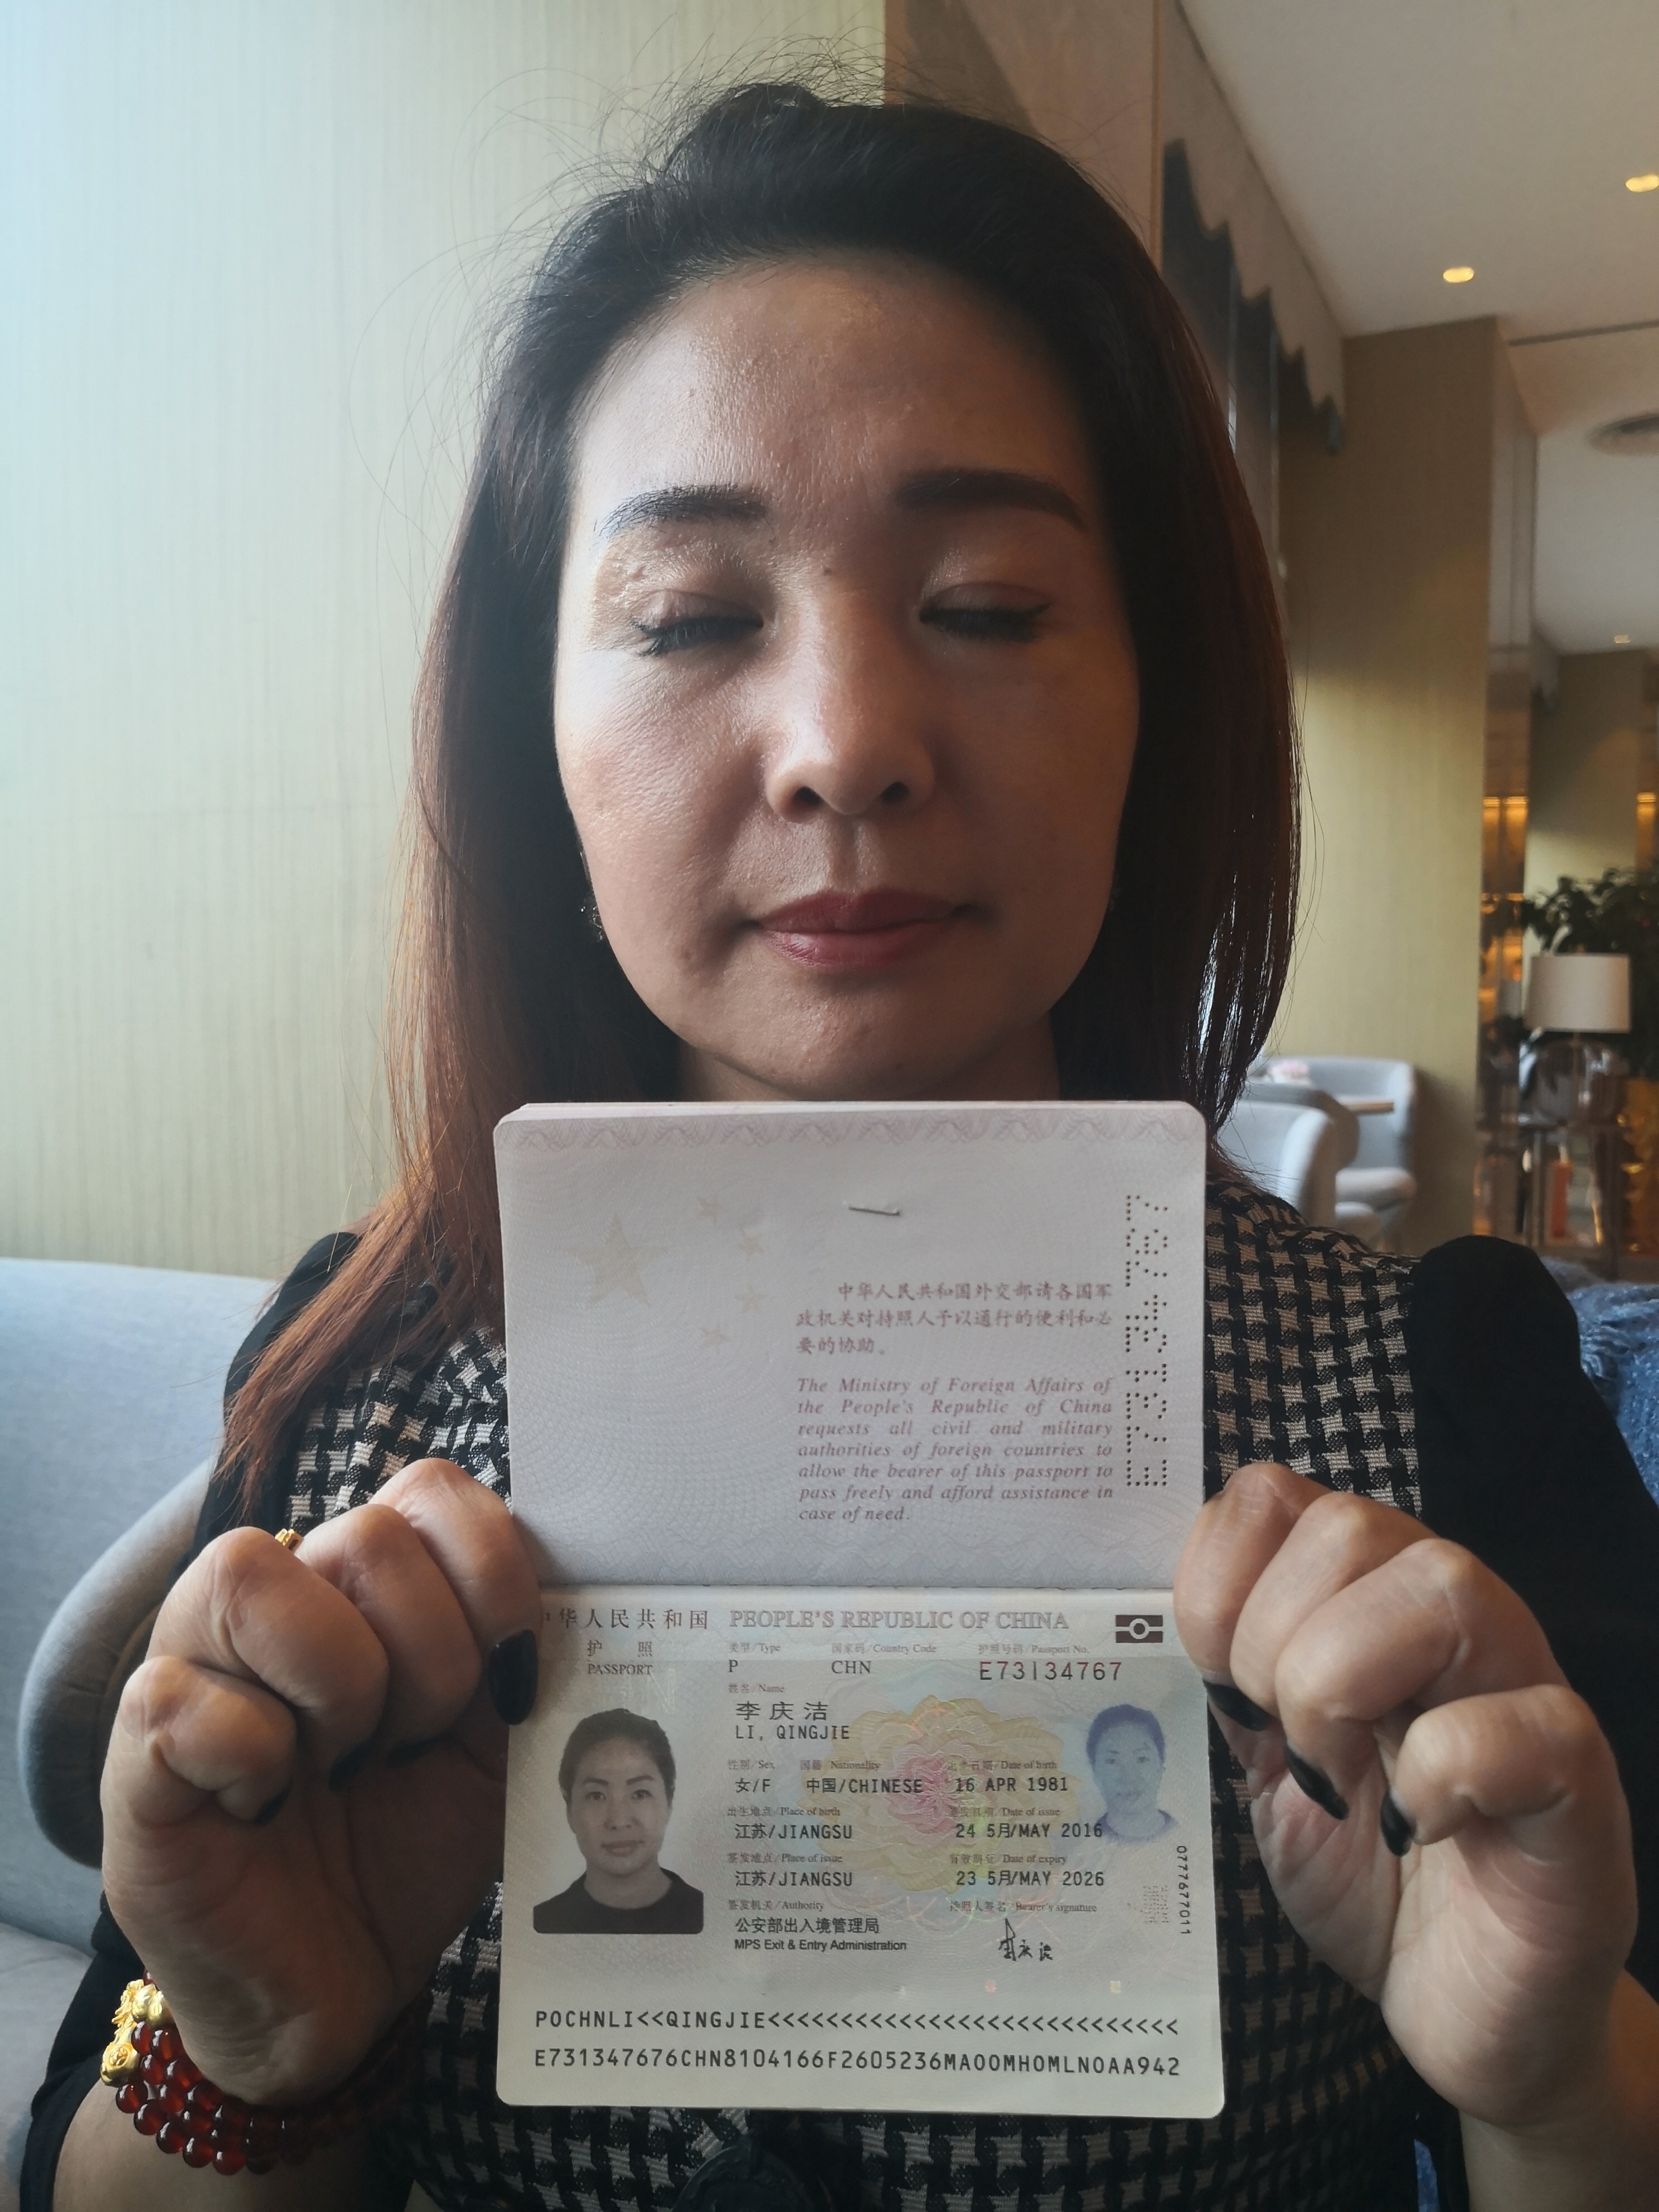 中华人民共和国外交部请各国军
政机关对持照人予以通行的便利和必
要的协助。
The Ministry of Foreign Affairs of
the People's Republic of China
requests all civil and military
authorities of foreign countries to
allow the bearer of this passport to
pass freely and afford assistance in
case of need.
E73134767
中华人民共和国 PEOPLE'S REPUBLIC OF CHINA
护 照
PASSPORT
类型/Type 国家码/Country Code 护照号码/Passport No.
P CHN E73134767
姓名/Name
李庆洁
LI, QINGJIE
性别/Sex 国籍/Nationality 出生日期/Date of birth
女/F 中国/CHINESE 16 APR 1981
出生地点/Place of birth 签发日期/Date of issue
江苏/JIANGSU 24 5月/MAY 2016
签发地点/Place of issue 有效期至/Date of expiry
江苏/JIANGSU 23 5月/MAY 2026
签发机关/Authority 持照人签名/Bearer's signature
公安部出入境管理局
MPS Exit & Entry Administration
李庆洁
0777677011
POCHNLI<<QINGJIE<<<<<<<<<<<<<<<<<<<<<<<<<<<<
E731347676CHN8104166F2605236MAOOMHOMLNOAA942